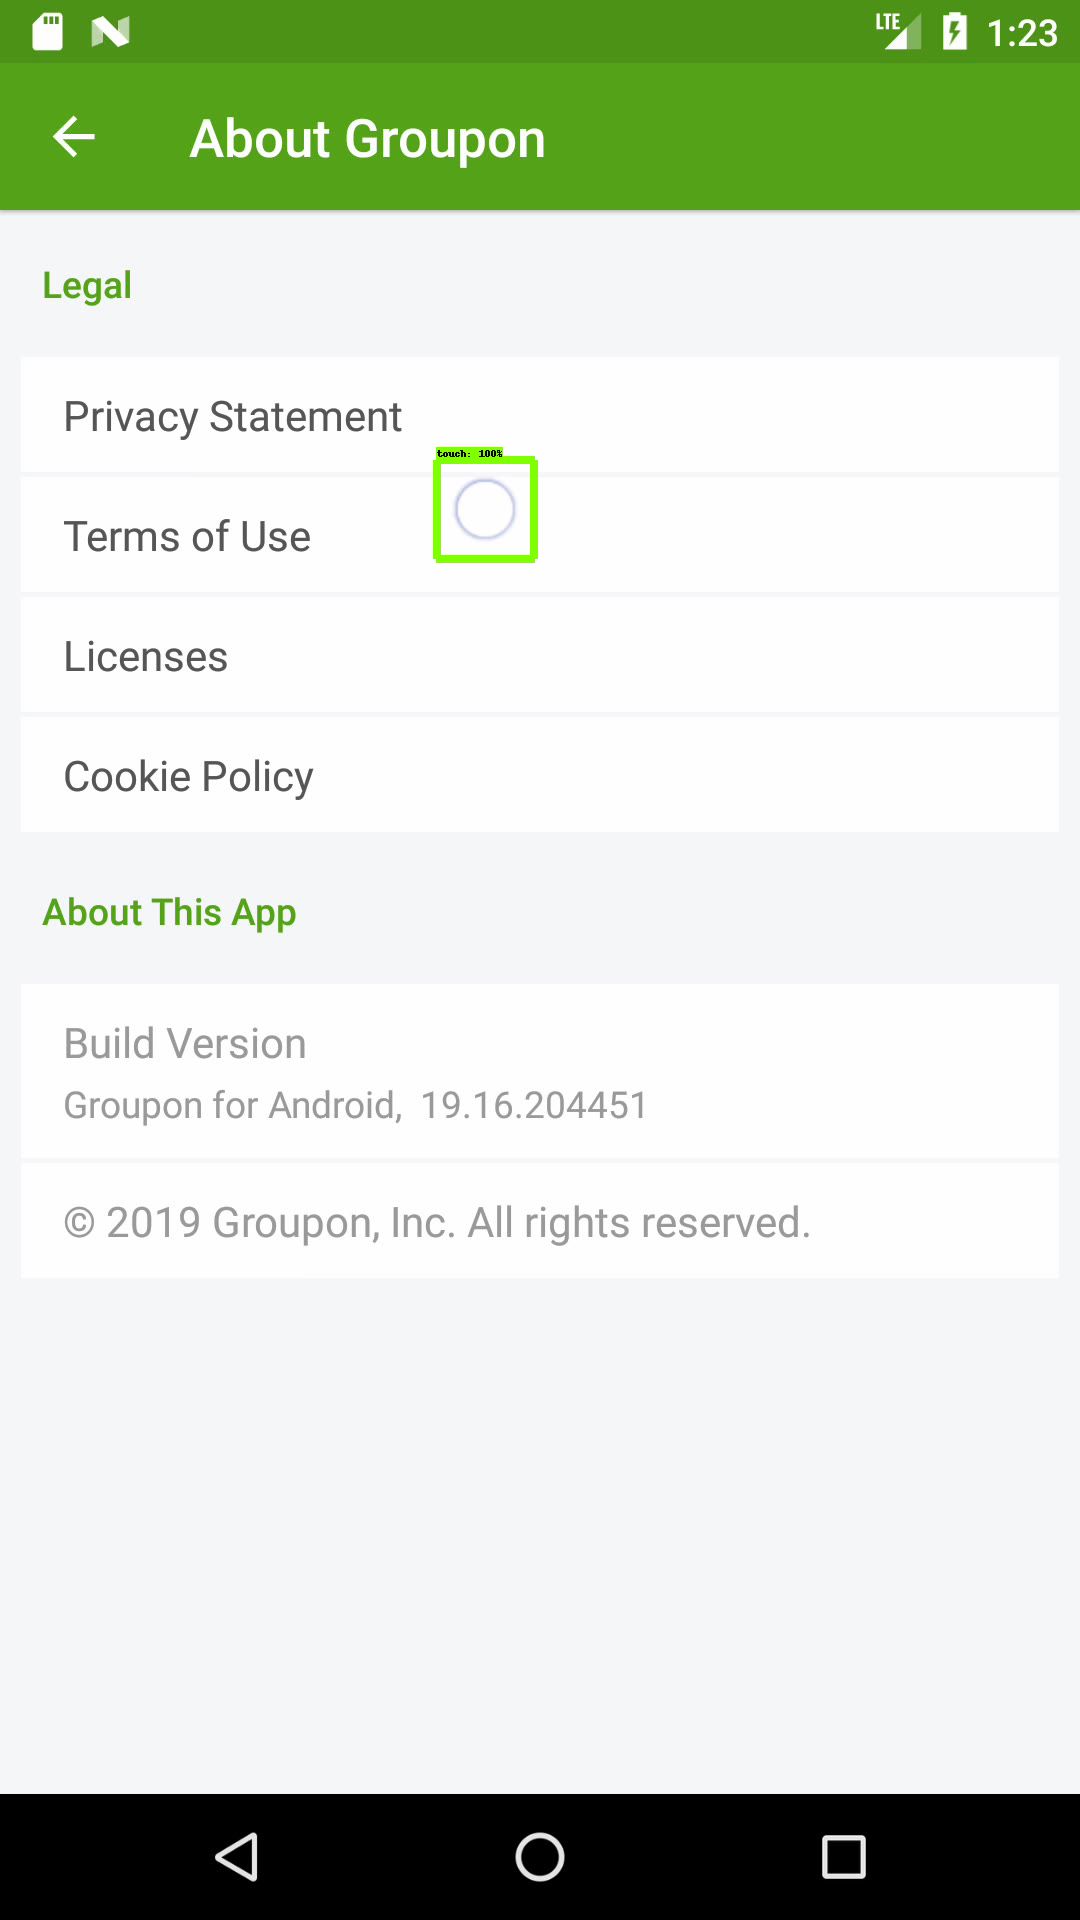 LTE 1:23
About Groupon
Legal
Privacy Statement
touch: 100%
Terms of Use
Licenses
Cookie Policy
About This App
Build Version
Groupon for Android, 19.16.204451
© 2019 Groupon, Inc. All rights reserved.